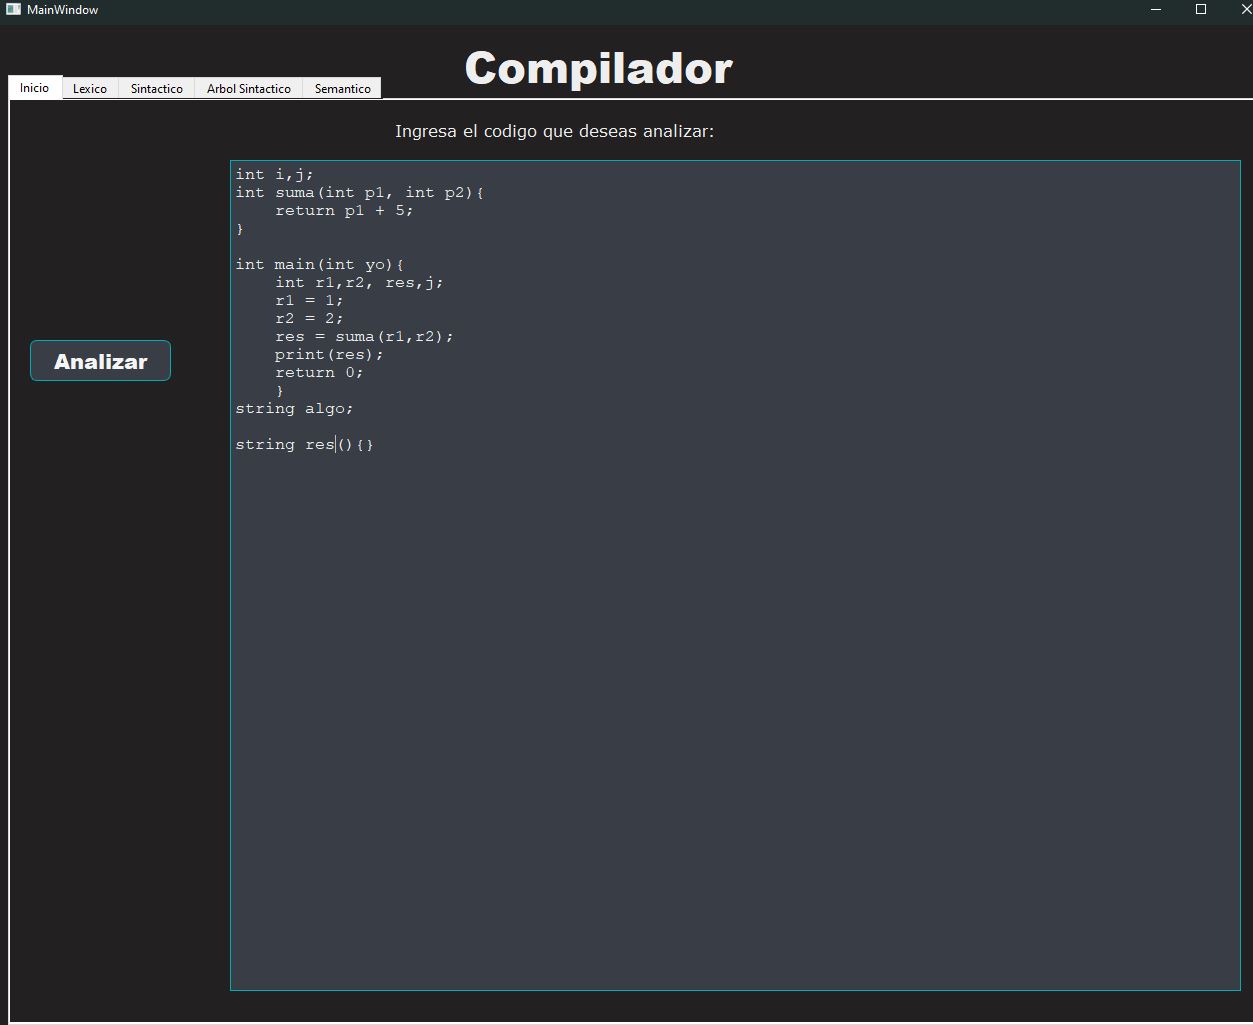 MainWindow
Compilador
Inicio Lexico Sintactico Arbol Sintactico Semantico
Ingresa el codigo que deseas analizar:
int i,j;
int suma(int p1, int p2){
    return p1 + 5;
}
int main(int yo){
    int r1,r2, res,j;
    r1 = 1;
    r2 = 2;
    res = suma(r1,r2);
    print(res);
    return 0;
    }
string algo;
string res(){}
Analizar